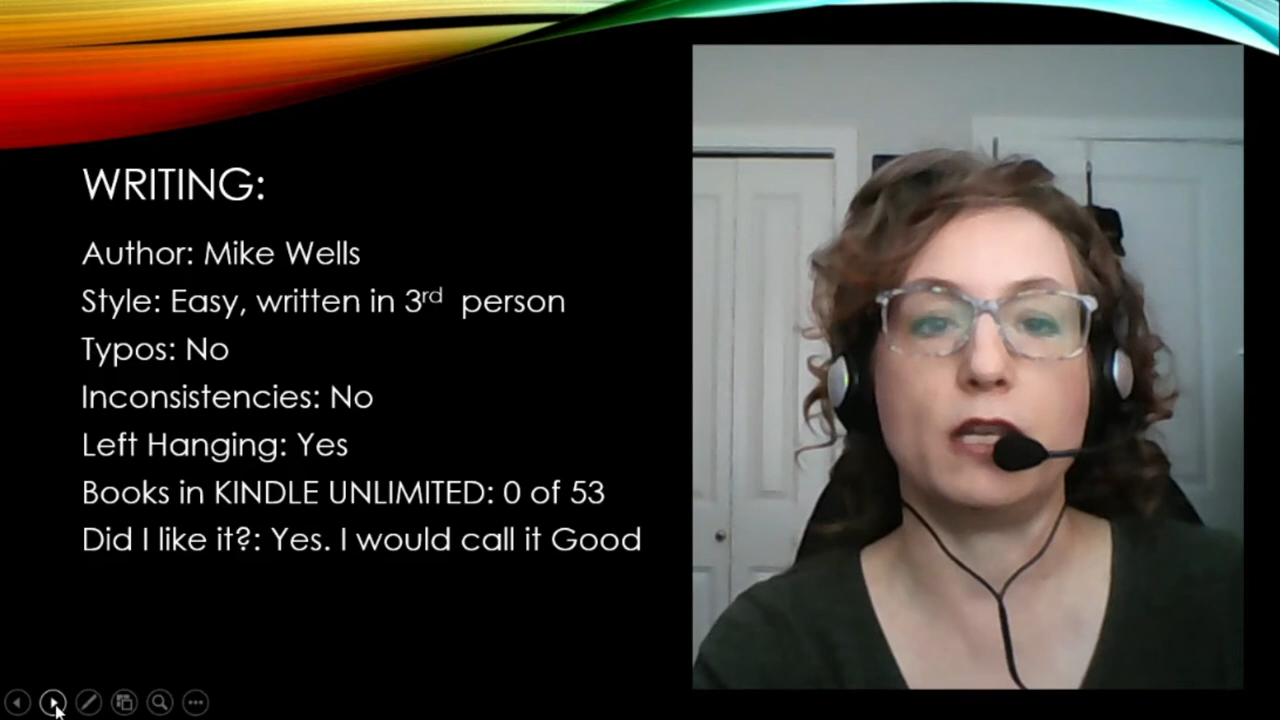 WRITING:
Author: Mike Wells
Style: Easy, written in 3rd person
Typos: No
Inconsistencies: No
Left Hanging: Yes
Books in KINDLE UNLIMITED: 0 of 53
Did I like it?: Yes. I would call it Good